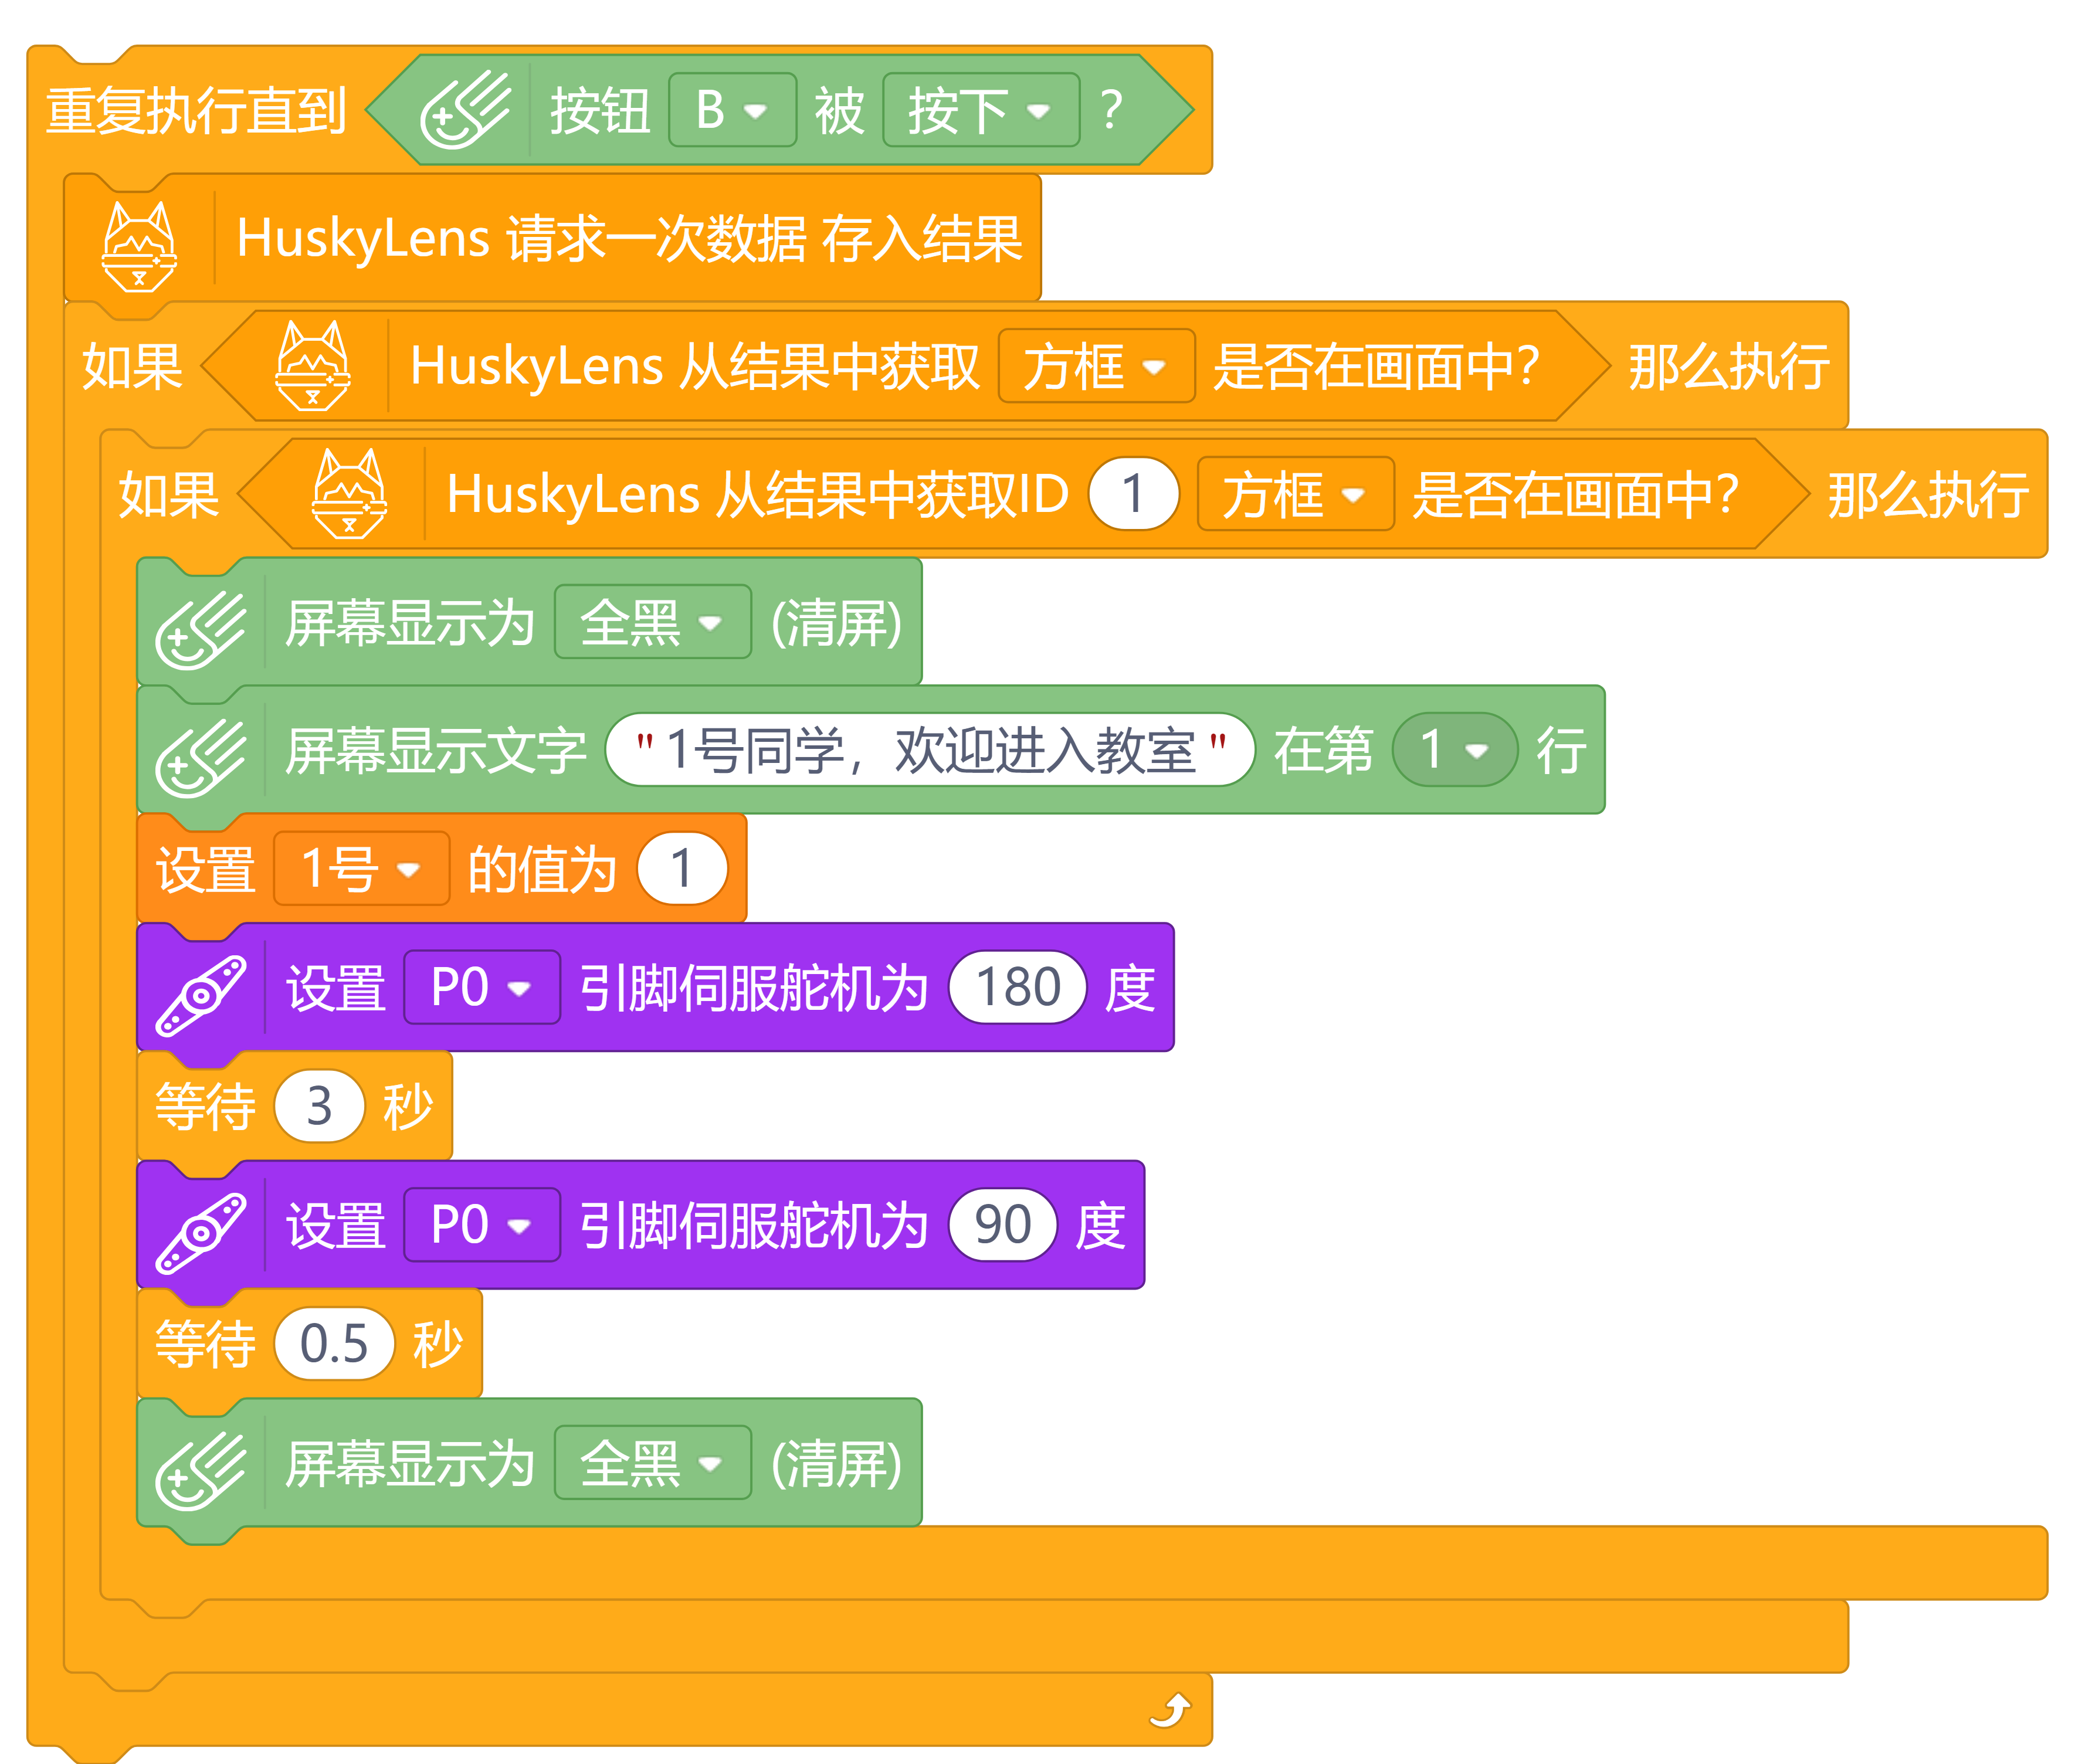 重复执行直到 按钮 B 被 按下 ?
HuskyLens 请求一次数据 存入结果
如果 HuskyLens 从结果中获取 方框 是否在画面中? 那么执行
如果 HuskyLens 从结果中获取ID 1 方框 是否在画面中? 那么执行
屏幕显示为 全黑 (清屏)
屏幕显示文字 "1号同学，欢迎进入教室" 在第 1 行
设置 1号 的值为 1
设置 P0 引脚伺服舵机为 180 度
等待 3 秒
设置 P0 引脚伺服舵机为 90 度
等待 0.5 秒
屏幕显示为 全黑 (清屏)